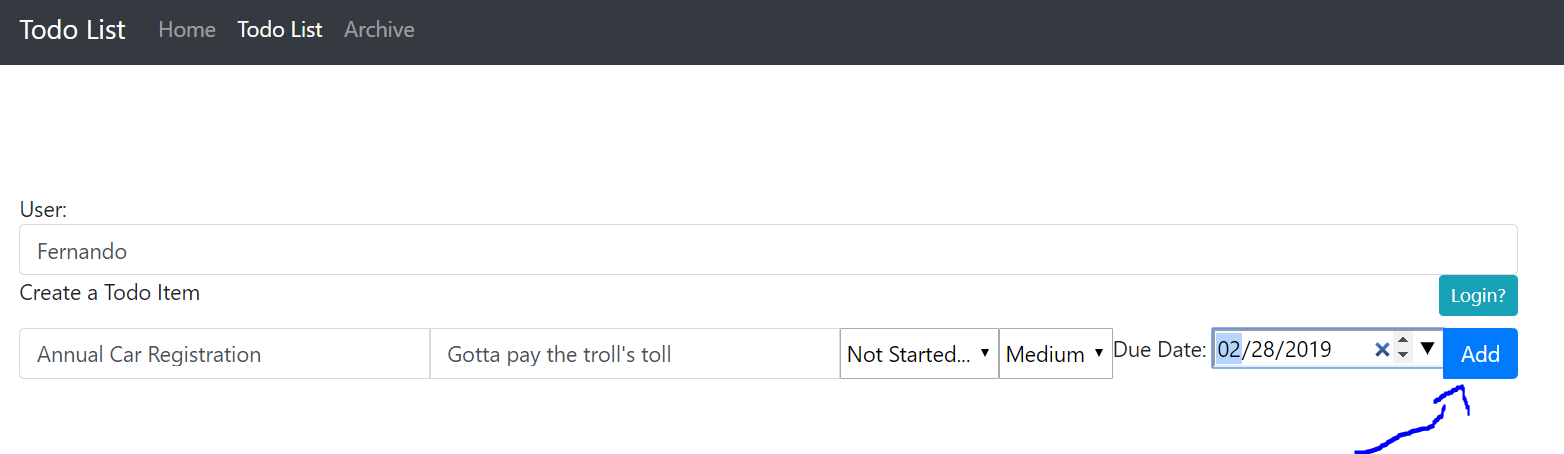 Todo List Home Todo List Archive
User:
Fernando
Create a Todo Item Login?
Annual Car Registration Gotta pay the troll's toll Not Started... Medium Due Date: 02/28/2019 Add